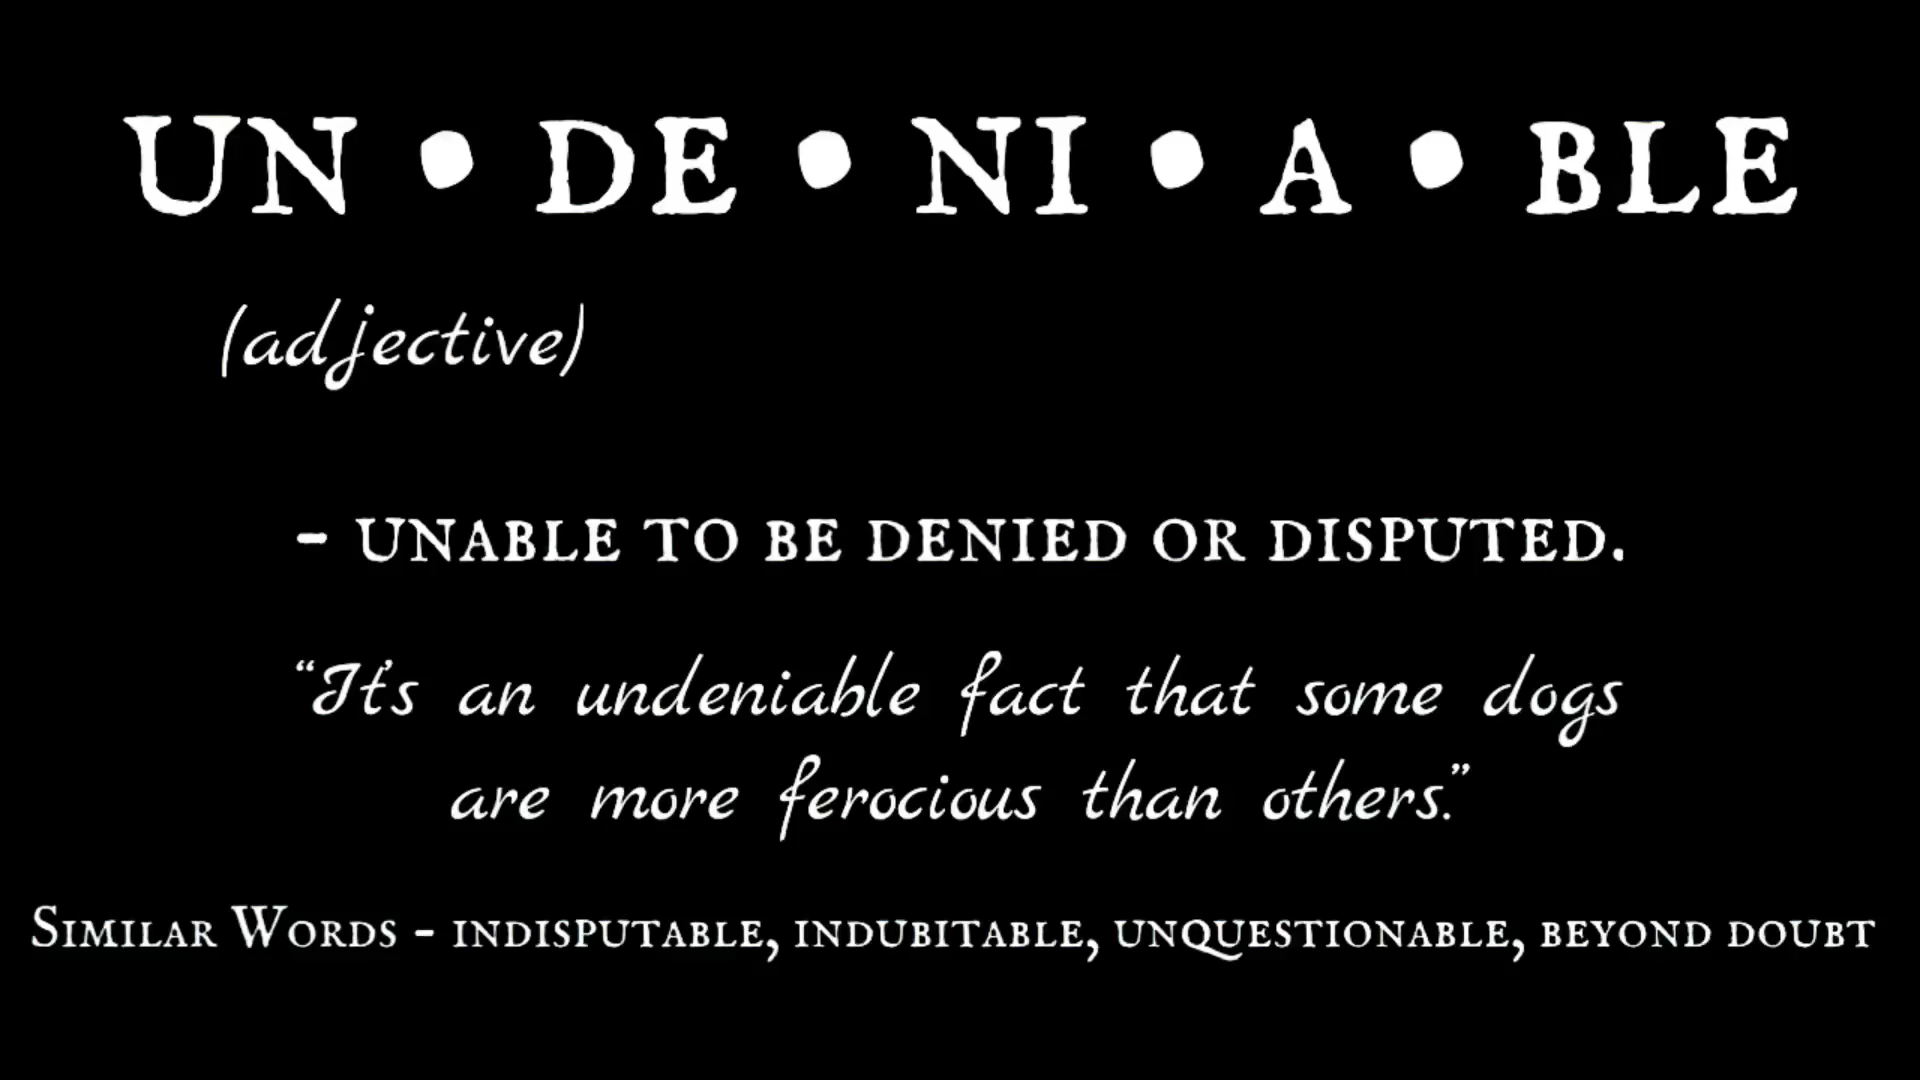 UN • DE • NI • A • BLE
(adjective)
- UNABLE TO BE DENIED OR DISPUTED.
“It's an undeniable fact that some dogs
are more ferocious than others.”
Similar Words - indisputable, indubitable, unquestionable, beyond doubt